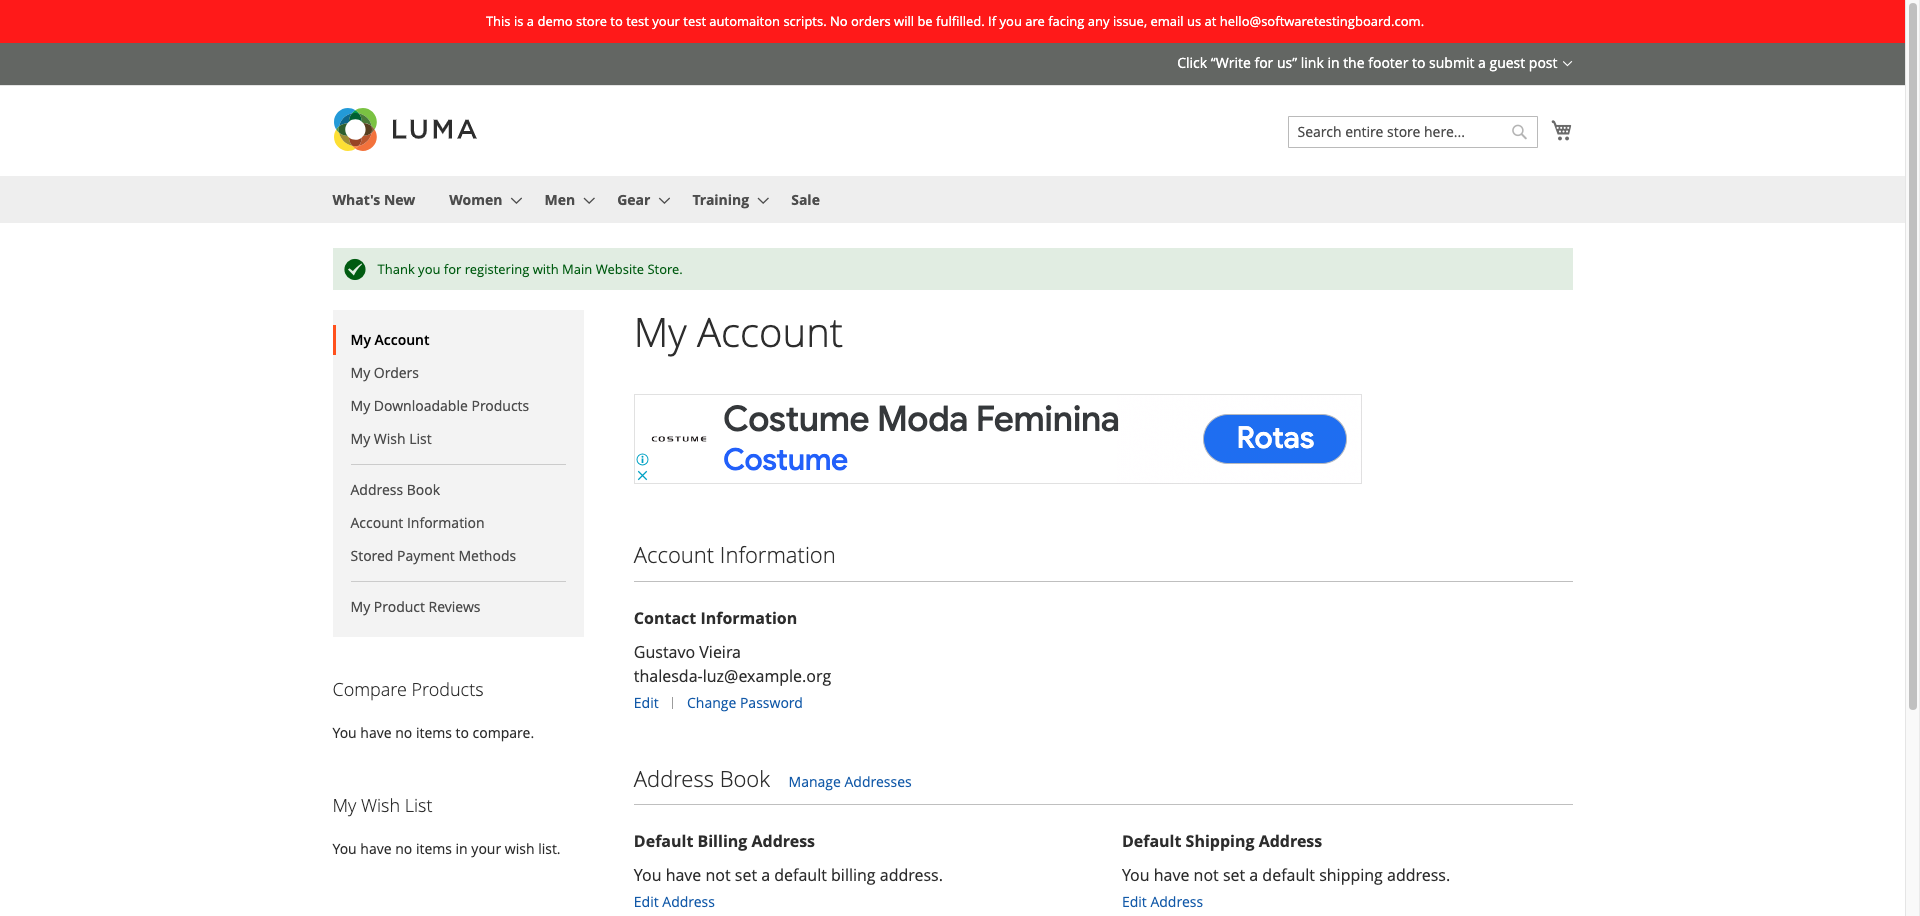 This is a demo store to test your test automaiton scripts. No orders will be fulfilled. If you are facing any issue, email us at hello@softwaretestingboard.com.
Click “Write for us” link in the footer to submit a guest post
LUMA
Search entire store here...
What's New
Women
Men
Gear
Training
Sale
Thank you for registering with Main Website Store.
My Account
My Orders
My Downloadable Products
My Wish List
Address Book
Account Information
Stored Payment Methods
My Product Reviews
Compare Products
You have no items to compare.
My Wish List
You have no items in your wish list.
My Account
COSTUME
Costume Moda Feminina
Costume
Rotas
Account Information
Contact Information
Gustavo Vieira
thalesda-luz@example.org
Edit | Change Password
Address Book Manage Addresses
Default Billing Address
You have not set a default billing address.
Edit Address
Default Shipping Address
You have not set a default shipping address.
Edit Address